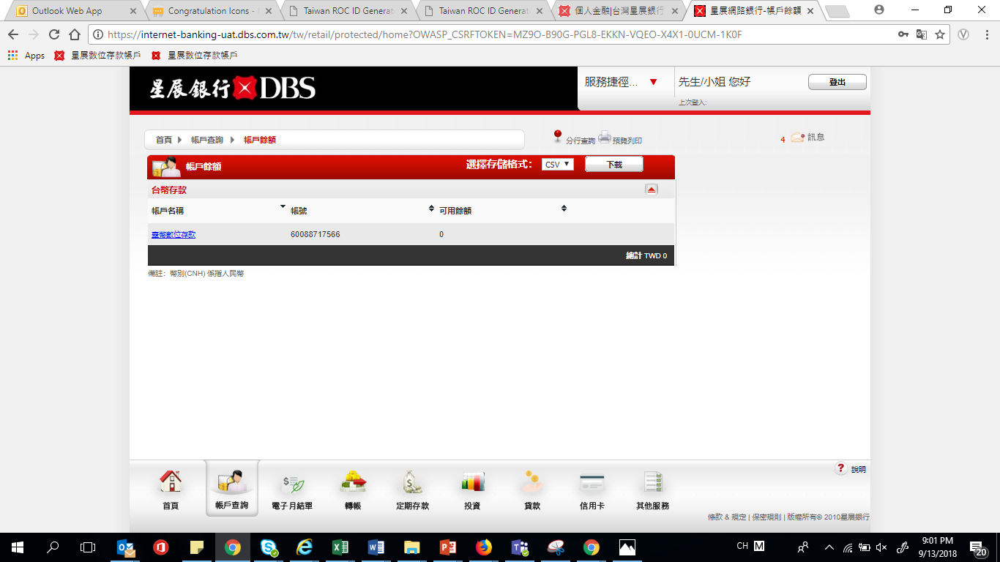 Outlook Web App
Congratulation Icons -
Taiwan ROC ID Generat
Taiwan ROC ID Generat
個人金融|台灣星展銀行
星展網路銀行-帳戶餘額
https://internet-banking-uat.dbs.com.tw/tw/retail/protected/home?OWASP_CSRFTOKEN=MZ9O-B90G-PGL8-EKKN-VQEO-X4X1-0UCM-1K0F
V
Apps
星展數位存款帳戶
星展數位存款帳戶
星展銀行 DBS
服務捷徑...
先生/小姐 您好
登出
上次登入:
首頁
帳戶查詢
帳戶餘額
分行查詢
預覽列印
4
訊息
帳戶餘額
選擇存儲格式:
CSV
下載
台幣存款
帳戶名稱
帳號
可用餘額
臺幣數位存款
60088717566
0
總計 TWD 0
備註: 幣別(CNH) 係指人民幣
?
說明
首頁
帳戶查詢
電子月結單
轉帳
定期存款
投資
貸款
信用卡
其他服務
條款 & 規定 | 保密規則 | 版權所有© 2010星展銀行
CH
M
9:01 PM
9/13/2018
20